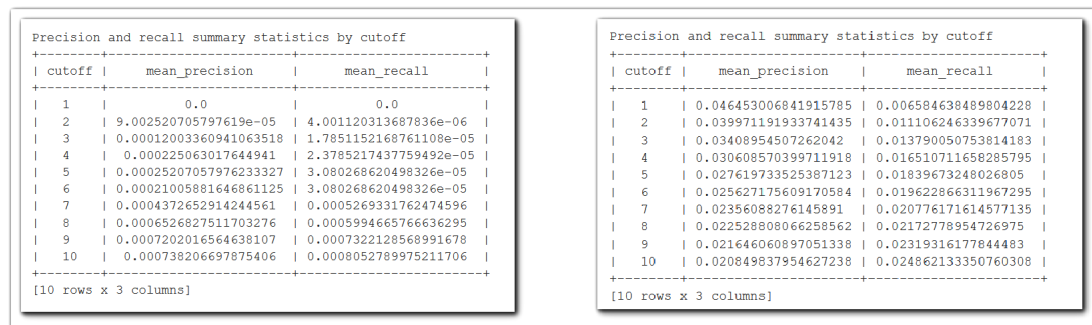 Precision and recall summary statistics by cutoff
+--------+----------------------+----------------------+
| cutoff | mean_precision | mean_recall |
+--------+----------------------+----------------------+
| 1 | 0.0 | 0.0 |
| 2 | 9.002520705797619e-05 | 4.001120313687836e-06 |
| 3 | 0.00012003360941063518 | 1.7851152168761108e-05 |
| 4 | 0.000225063017644941 | 2.3785217437759492e-05 |
| 5 | 0.00025207057976233327 | 3.080268620498326e-05 |
| 6 | 0.00021005881646861125 | 3.080268620498326e-05 |
| 7 | 0.0004372652914244561 | 0.0005269331762474596 |
| 8 | 0.0006526827511703276 | 0.0005994665766636295 |
| 9 | 0.0007202016564638107 | 0.0007322128568991678 |
| 10 | 0.000738206697875406 | 0.0008052789975211706 |
+--------+----------------------+----------------------+
[10 rows x 3 columns]
Precision and recall summary statistics by cutoff
+--------+----------------------+----------------------+
| cutoff | mean_precision | mean_recall |
+--------+----------------------+----------------------+
| 1 | 0.046453006841915785 | 0.006584638489804228 |
| 2 | 0.039971191933741435 | 0.011106246339677071 |
| 3 | 0.03408954507262042 | 0.013790050753814183 |
| 4 | 0.030608570399711918 | 0.016510711658285795 |
| 5 | 0.027619733525387123 | 0.01839673248026805 |
| 6 | 0.025627175609170584 | 0.019622866311967295 |
| 7 | 0.02356088276145891 | 0.020776171614577135 |
| 8 | 0.022528808066258562 | 0.02172778954726975 |
| 9 | 0.021646060897051338 | 0.02319316177844483 |
| 10 | 0.020849837954627238 | 0.024862133350760308 |
+--------+----------------------+----------------------+
[10 rows x 3 columns]